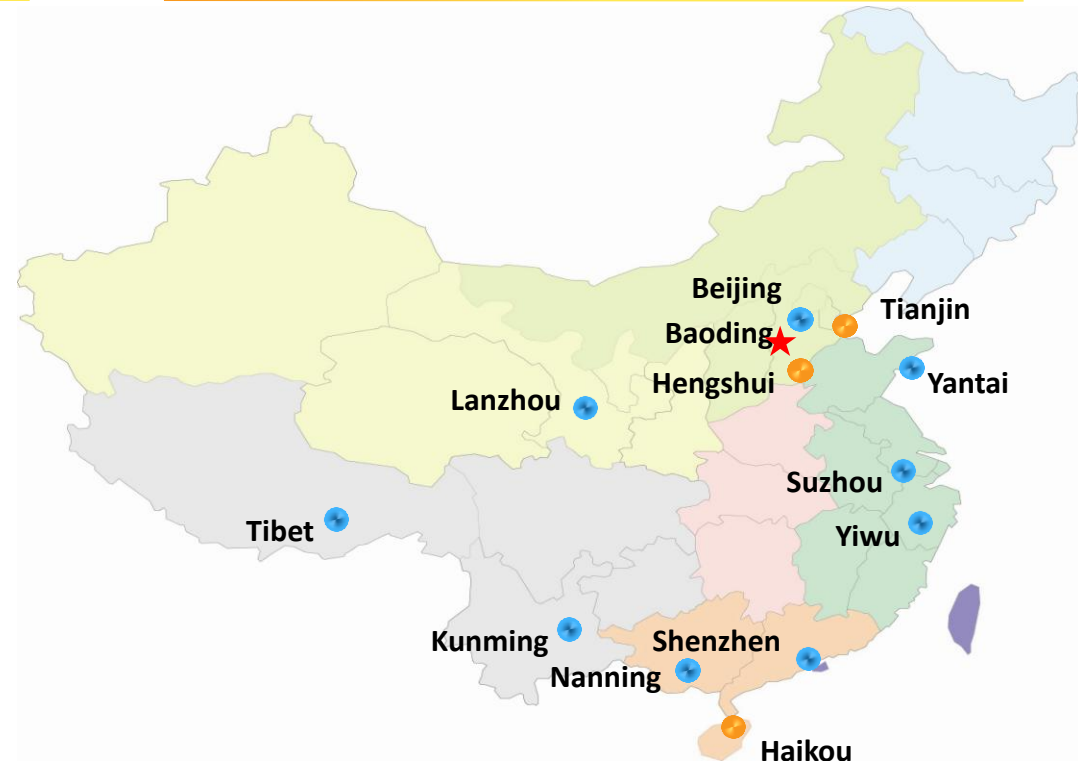 Beijing
Tianjin
Baoding
Hengshui
Yantai
Lanzhou
Suzhou
Tibet
Yiwu
Kunming
Shenzhen
Nanning
Haikou